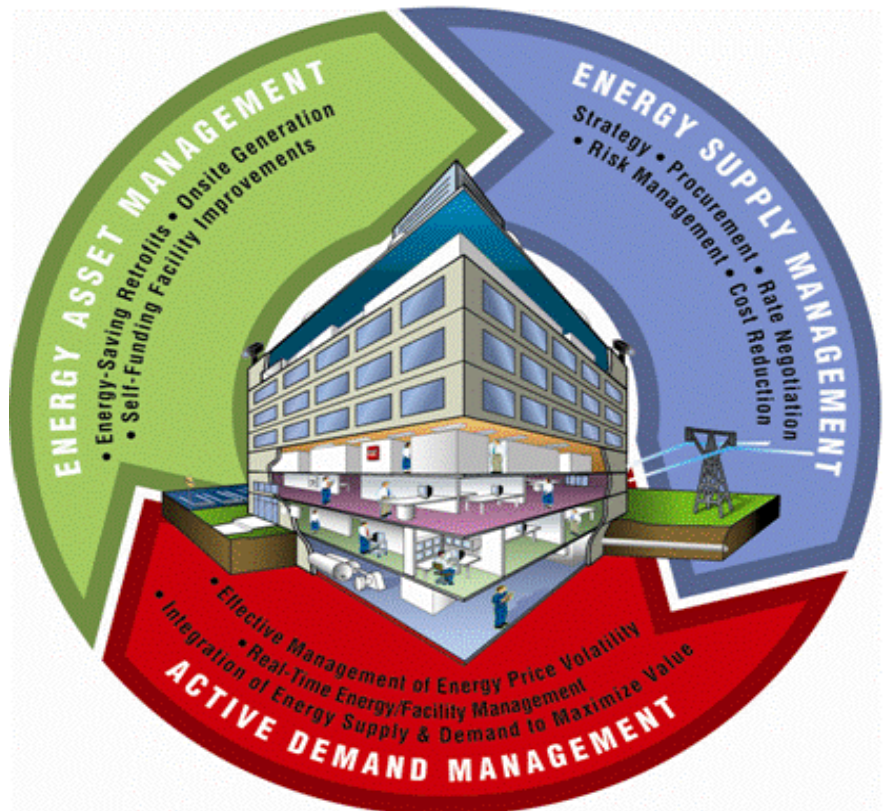 ENERGY ASSET MANAGEMENT
• Energy-Saving Retrofits • Onsite Generation
• Self-Funding Facility Improvements
ENERGY SUPPLY MANAGEMENT
Strategy • Procurement • Rate Negotiation
• Risk Management • Cost Reduction
• Effective Management of Energy Price Volatility
• Real-Time Energy/Facility Management
• Integration of Energy Supply & Demand to Maximize Value
ACTIVE DEMAND MANAGEMENT